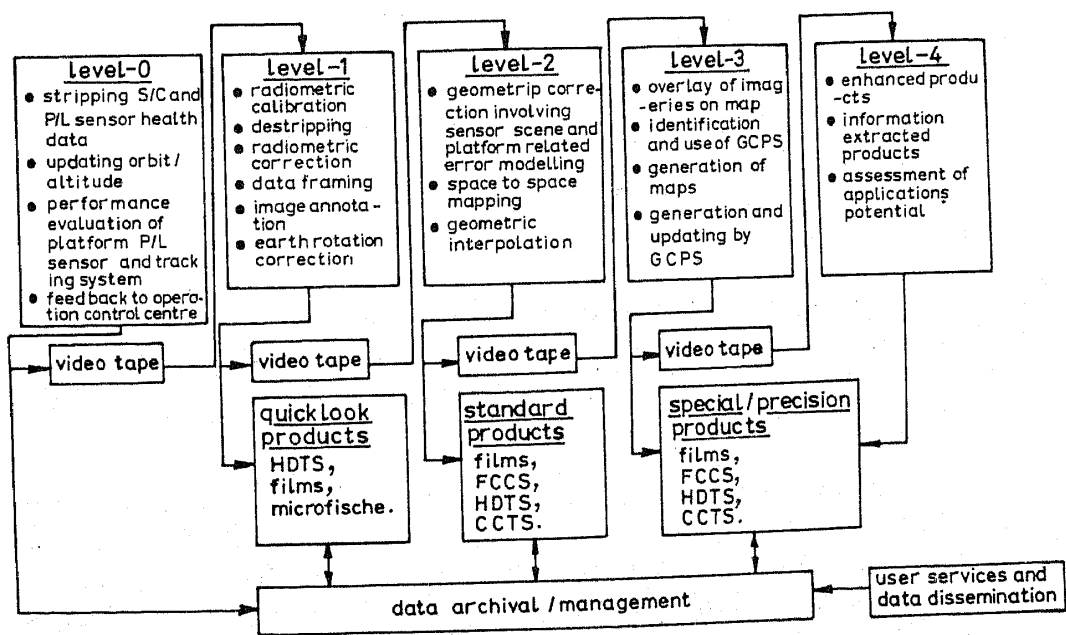 level-0
• stripping S/C and
P/L sensor health
data
• updating orbit/
altitude
• performance
evaluation of
platform P/L
sensor and track
ing system
• feed back to opera-
tion control centre
level-1
• radiometric
calibration
• destripping
• radiometric
correction
• data framing
• image annota-
tion
• earth rotation
correction
level-2
• geometrip corre-
ction involving
sensor scene and
platform related
error modelling
• space to space
mapping
• geometric
interpolation
level-3
• overlay of imag-
eries on map
• identification
and use of GCPS
• generation of
maps
• generation and
updating by
GCPS
level-4
• enhanced produ-
-cts
• information
extracted
products
• assessment of
applications
potential
video tape
video tape
video tape
video tape
quicklook
products
HDTS,
films,
microfische.
standard
products
films,
FCCS,
HDTS,
CCTS.
special/precision
products
films,
FCCS,
HDTS,
CCTS.
data archival/management
user services and
data dissemination